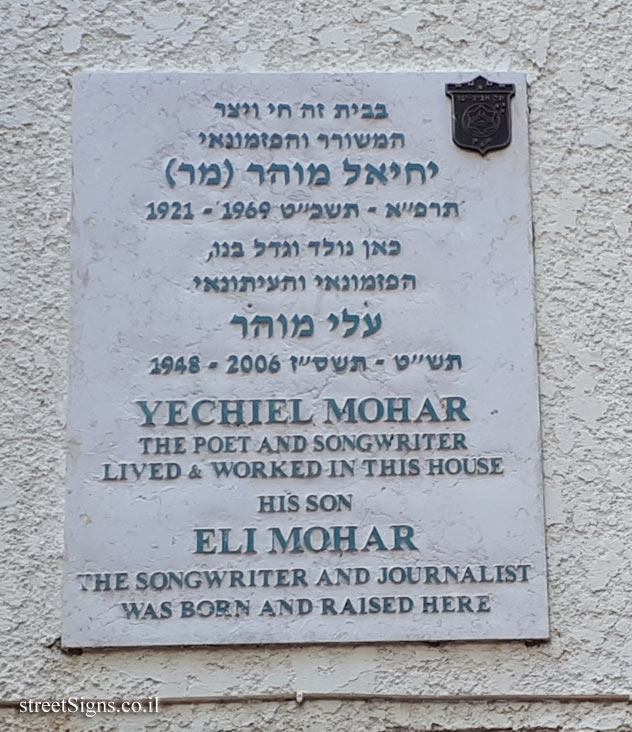 בבית זה חי ויצר
המשורר והפזמונאי
יחיאל מוהר (מר)
תרפ"א - תשכ"ט 1969 - 1921
כאן נולד וגדל בנו,
הפזמונאי והעיתונאי
עלי מוהר
תש"ט - תשס"ז 2006 - 1948
YECHIEL MOHAR
THE POET AND SONGWRITER
LIVED & WORKED IN THIS HOUSE
HIS SON
ELI MOHAR
THE SONGWRITER AND JOURNALIST
WAS BORN AND RAISED HERE
streetSigns.co.il